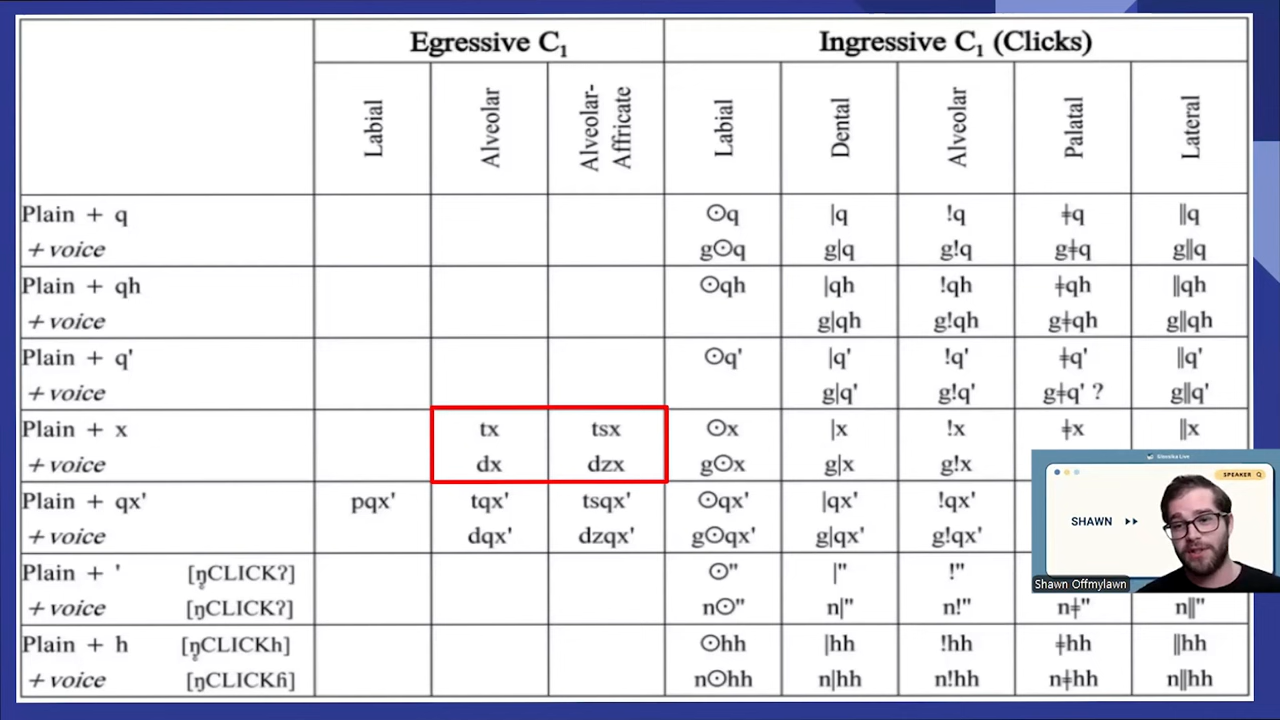 Egressive C₁ Ingressive C₁ (Clicks)
Labial Alveolar Alveolar-Affricate Labial Dental Alveolar Palatal Lateral
Plain + q ʘq |q !q ǂq ǁq
+ voice gʘq g|q g!q gǂq gǁq
Plain + qh ʘqh |qh !qh ǂqh ǁqh
+ voice g|qh g!qh gǂqh gǁqh
Plain + q' ʘq' |q' !q' ǂq' ǁq'
+ voice g|q' g!q' gǂq' ? gǁq'
Plain + x tx tsx ʘx |x !x ǂx ǁx
+ voice dx dzx gʘx g|x g!x
Plain + qx' pqx' tqx' tsqx' ʘqx' |qx' !qx'
+ voice dqx' dzqx' gʘqx' g|qx' g!qx'
Plain + ' [ŋ̥CLICKʔ] ʘ" |" !"
+ voice [ŋCLICKʔ] nʘ" n|" n!" nǂ" nǁ"
Plain + h [ŋ̥CLICKh] ʘhh |hh !hh ǂhh ǁhh
+ voice [ŋCLICKɦ] nʘhh n|hh n!hh nǂhh nǁhh
Glossika Live
SPEAKER
SHAWN
Shawn Offmylawn